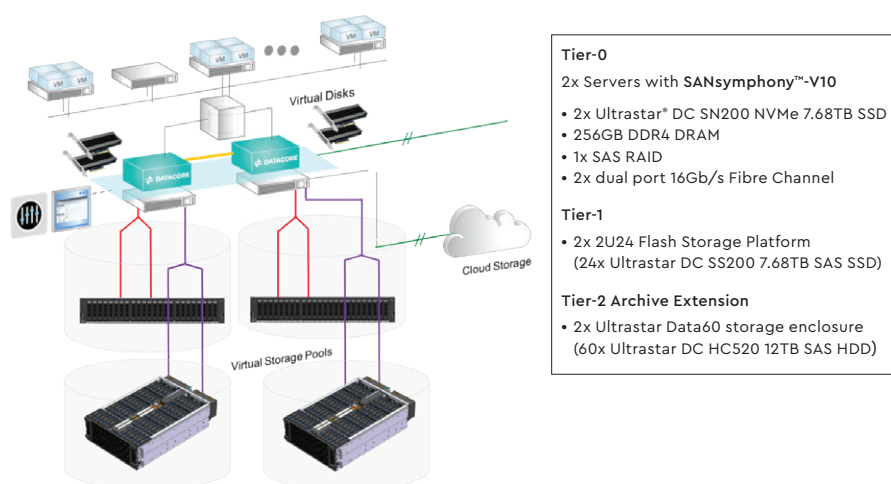 VM VM
VM VM
VM VM
Virtual Disks
DATACORE
DATACORE
Cloud Storage
Virtual Storage Pools
Tier-0
2x Servers with SANsymphony™-V10
• 2x Ultrastar® DC SN200 NVMe 7.68TB SSD
• 256GB DDR4 DRAM
• 1x SAS RAID
• 2x dual port 16Gb/s Fibre Channel
Tier-1
• 2x 2U24 Flash Storage Platform
(24x Ultrastar DC SS200 7.68TB SAS SSD)
Tier-2 Archive Extension
• 2x Ultrastar Data60 storage enclosure
(60x Ultrastar DC HC520 12TB SAS HDD)